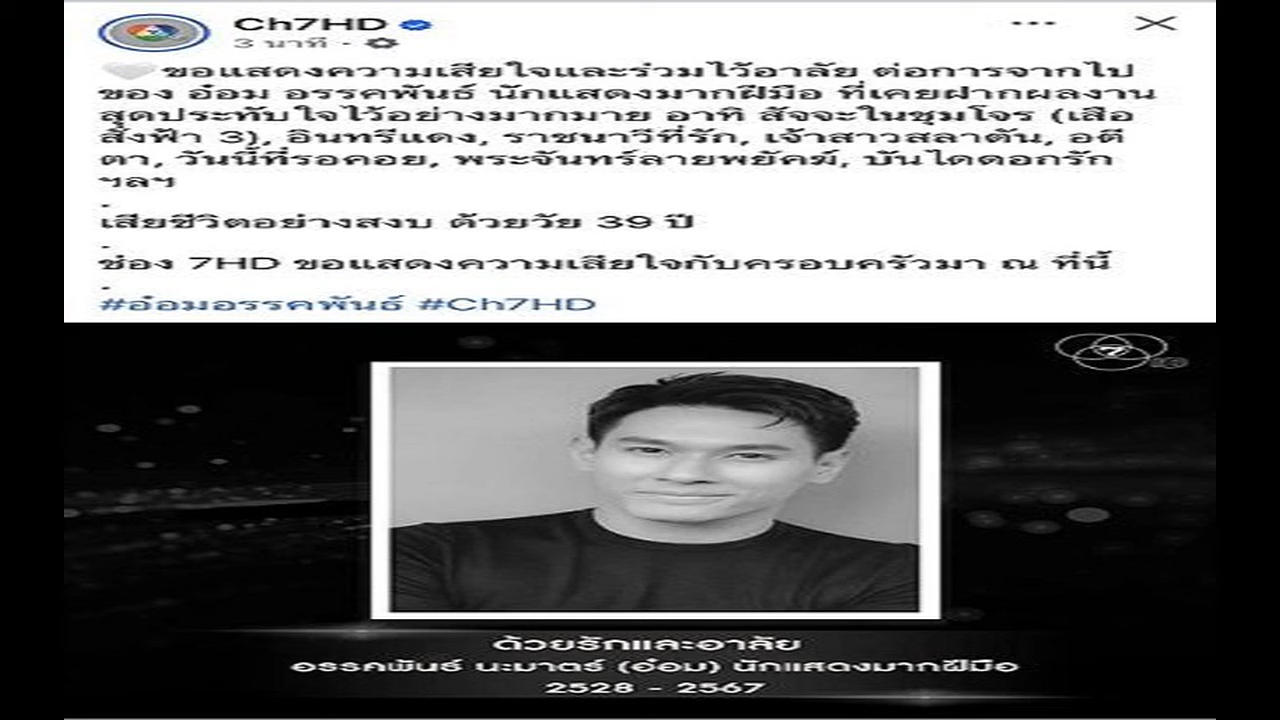 Ch7HD
3 นาที ·
🤍ขอแสดงความเสียใจและร่วมไว้อาลัย ต่อการจากไป
ของ อ๋อม อรรคพันธ์ นักแสดงมากฝีมือ ที่เคยฝากผลงาน
สุดประทับใจไว้อย่างมากมาย อาทิ สัจจะในชุมโจร (เสือ
สั่งฟ้า 3), อินทรีแดง, ราชนาวีที่รัก, เจ้าสาวสลาตัน, อตี
ตา, วันนี้ที่รอคอย, พระจันทร์ลายพยัคฆ์, บันไดดอกรัก
ฯลฯ
.
เสียชีวิตอย่างสงบ ด้วยวัย 39 ปี
.
ช่อง 7HD ขอแสดงความเสียใจกับครอบครัวมา ณ ที่นี้
.
#อ๋อมอรรคพันธ์ #Ch7HD
7
ด้วยรักและอาลัย
อรรคพันธ์ นะมาตร์ (อ๋อม) นักแสดงมากฝีมือ
2528 - 2567